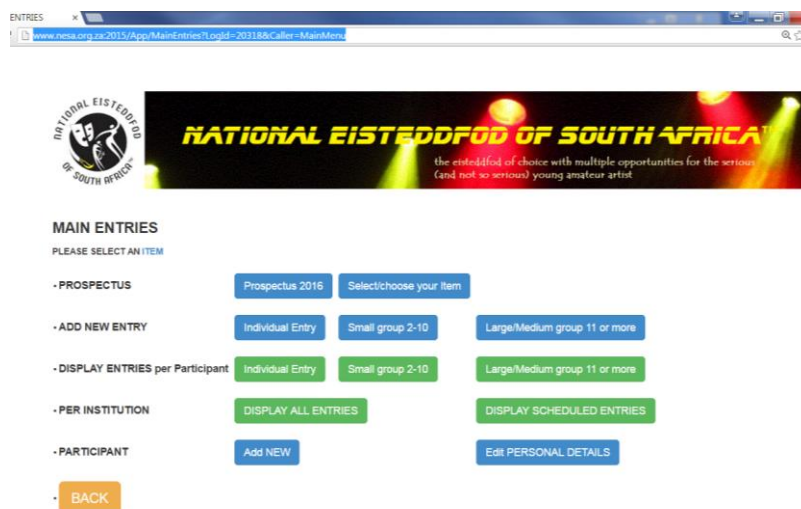 ENTRIES
www.nesa.org.za:2015/App/MainEntries?LogId=20318&Caller=MainMenu
NATIONAL EISTEDDFOD
OF SOUTH AFRICA™
NATIONAL EISTEDDFOD OF SOUTH AFRICA™
the eisteddfod of choice with multiple opportunities for the serious
(and not so serious) young amateur artist
MAIN ENTRIES
PLEASE SELECT AN ITEM
- PROSPECTUS Prospectus 2016 Select/choose your Item
- ADD NEW ENTRY Individual Entry Small group 2-10 Large/Medium group 11 or more
- DISPLAY ENTRIES per Participant Individual Entry Small group 2-10 Large/Medium group 11 or more
- PER INSTITUTION DISPLAY ALL ENTRIES DISPLAY SCHEDULED ENTRIES
- PARTICIPANT Add NEW Edit PERSONAL DETAILS
- BACK